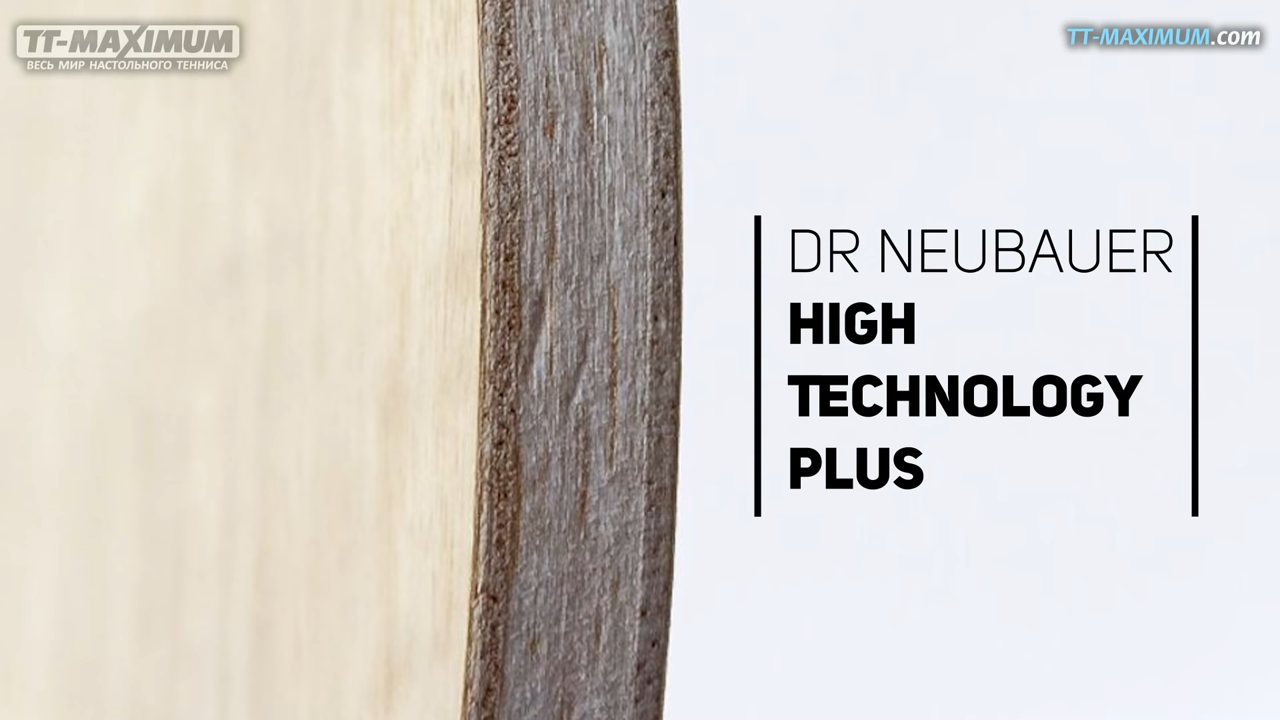 TT-MAXIMUM
ВЕСЬ МИР НАСТОЛЬНОГО ТЕННИСА
TT-MAXIMUM.com
DR NEUBAUER
HIGH
TECHNOLOGY
PLUS